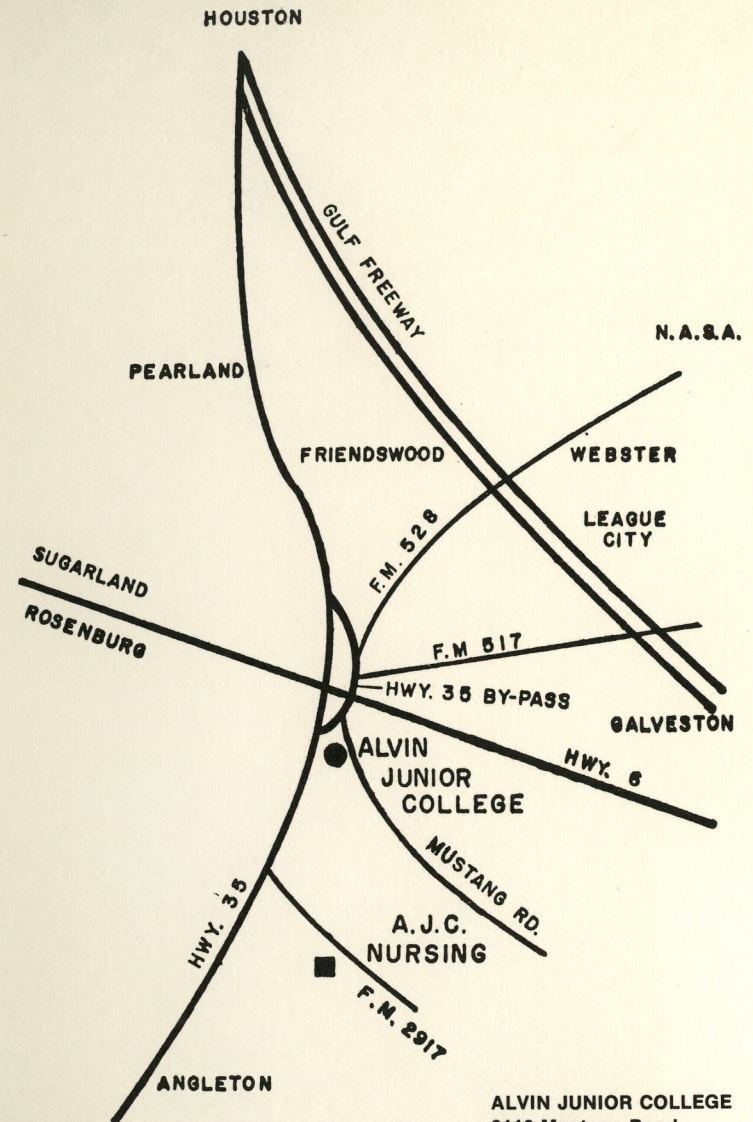 HOUSTON
GULF FREEWAY
N.A.S.A.
PEARLAND
FRIENDSWOOD
WEBSTER
LEAGUE
CITY
F.M. 528
SUGARLAND
ROSENBURG
F.M 517
HWY. 35 BY-PASS
GALVESTON
ALVIN
JUNIOR
COLLEGE
HWY. 6
MUSTANG RD.
HWY. 35
A.J.C.
NURSING
F.M. 2917
ANGLETON
ALVIN JUNIOR COLLEGE